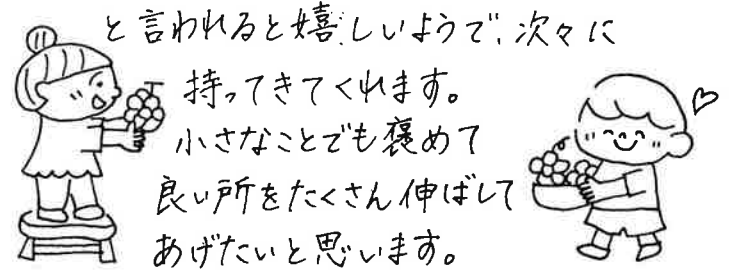 と言われると嬉しいようで、次々に
持ってきてくれます。
小さなことでも褒めて
良い所をたくさん伸ばして
あげたいと思います。